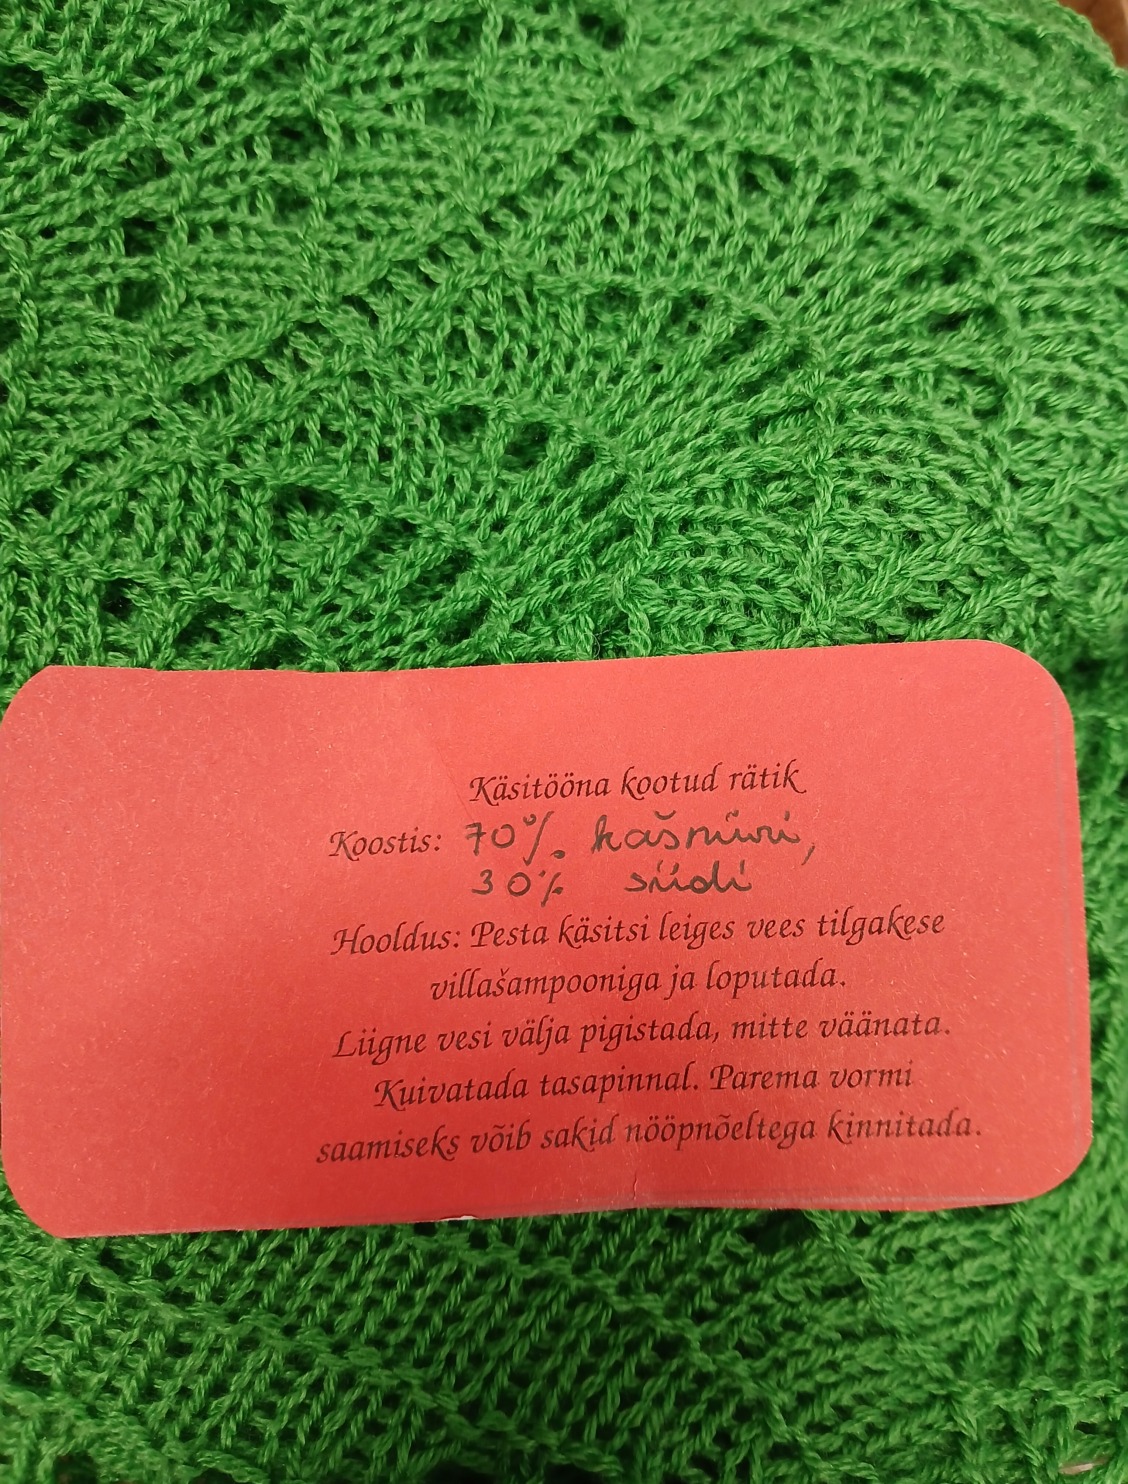 Käsitööna kootud rätik
Koostis: 70% kašmiiri,
30% siidi
Hooldus: Pesta käsitsi leiges vees tilgakese
villašampooniga ja loputada.
Liigne vesi välja pigistada, mitte väänata.
Kuivatada tasapinnal. Parema vormi
saamiseks võib sakid nööpnõeltega kinnitada.